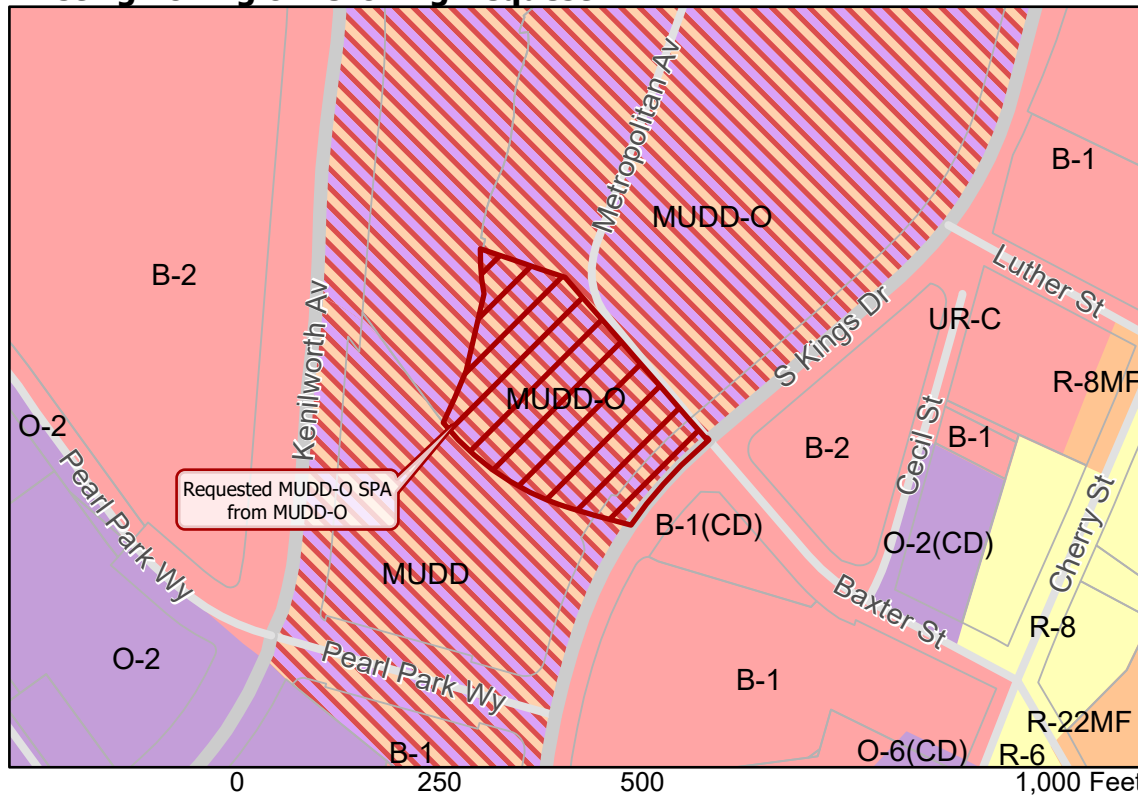 B-1
Metropolitan Av
MUDD-O
B-2
Luther St
UR-C
S Kings Dr
Kenilworth Av
R-8MF
MUDD-O
O-2
B-1
B-2
Cecil St
Requested MUDD-O SPA
from MUDD-O
Pearl Park Wy
B-1(CD)
O-2(CD)
Cherry St
MUDD
Baxter St
R-8
O-2
Pearl Park Wy
B-1
R-22MF
B-1
O-6(CD)
R-6
0 250 500 1,000 Feet